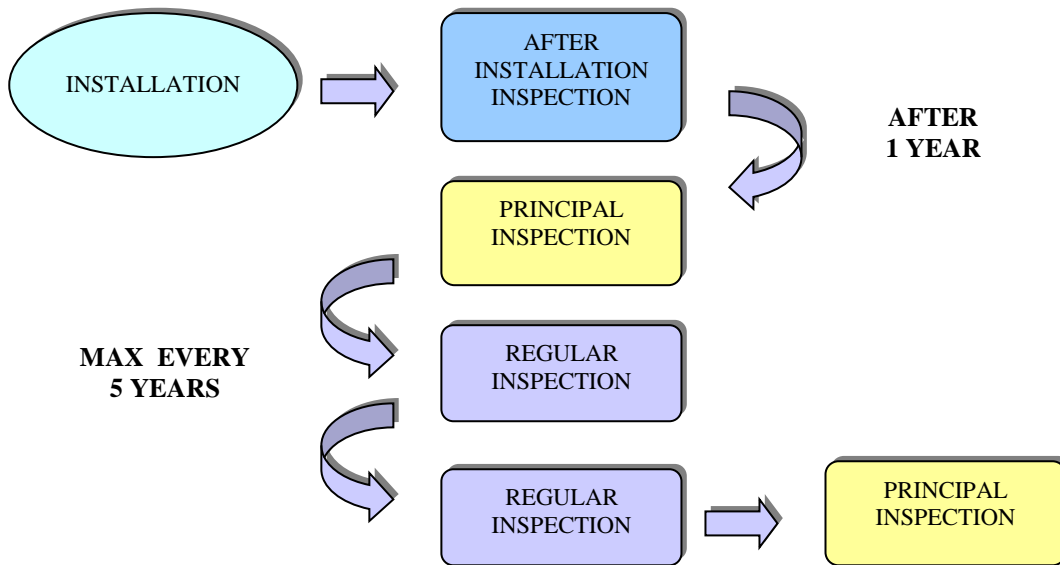 INSTALLATION
AFTER
INSTALLATION
INSPECTION
AFTER
1 YEAR
PRINCIPAL
INSPECTION
MAX EVERY
5 YEARS
REGULAR
INSPECTION
REGULAR
INSPECTION
PRINCIPAL
INSPECTION